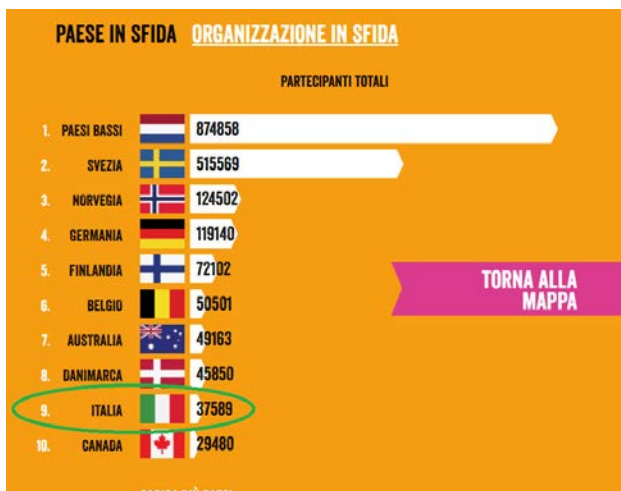 PAESE IN SFIDA ORGANIZZAZIONE IN SFIDA
PARTECIPANTI TOTALI
1. PAESI BASSI 874858
2. SVEZIA 515569
3. NORVEGIA 124502
4. GERMANIA 119140
5. FINLANDIA 72102
6. BELGIO 50501
7. AUSTRALIA 49163
8. DANIMARCA 45850
9. ITALIA 37589
10. CANADA 29480
TORNA ALLA
MAPPA